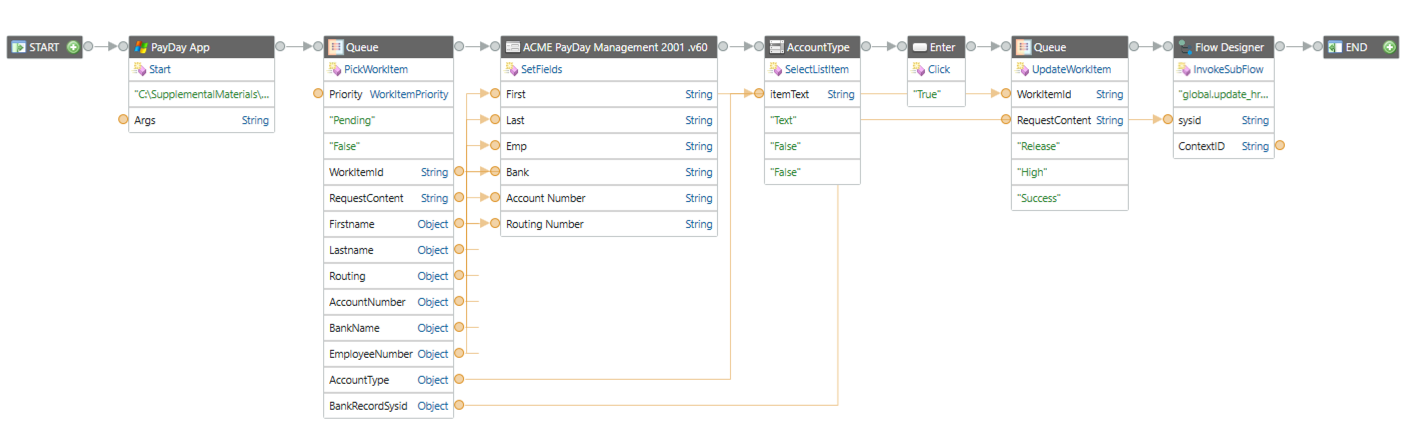 START
PayDay App
Start
"C:\SupplementalMaterials\...
Args String
Queue
PickWorkItem
Priority WorkItemPriority
"Pending"
"False"
WorkItemId String
RequestContent String
Firstname Object
Lastname Object
Routing Object
AccountNumber Object
BankName Object
EmployeeNumber Object
AccountType Object
BankRecordSysid Object
ACME PayDay Management 2001 .v60
SetFields
First String
Last String
Emp String
Bank String
Account Number String
Routing Number String
AccountType
SelectListItem
itemText String
"Text"
"False"
"False"
Enter
Click
"True"
Queue
UpdateWorkItem
WorkItemId String
RequestContent String
"Release"
"High"
"Success"
Flow Designer
InvokeSubFlow
"global.update_hr...
sysid String
ContextID String
END